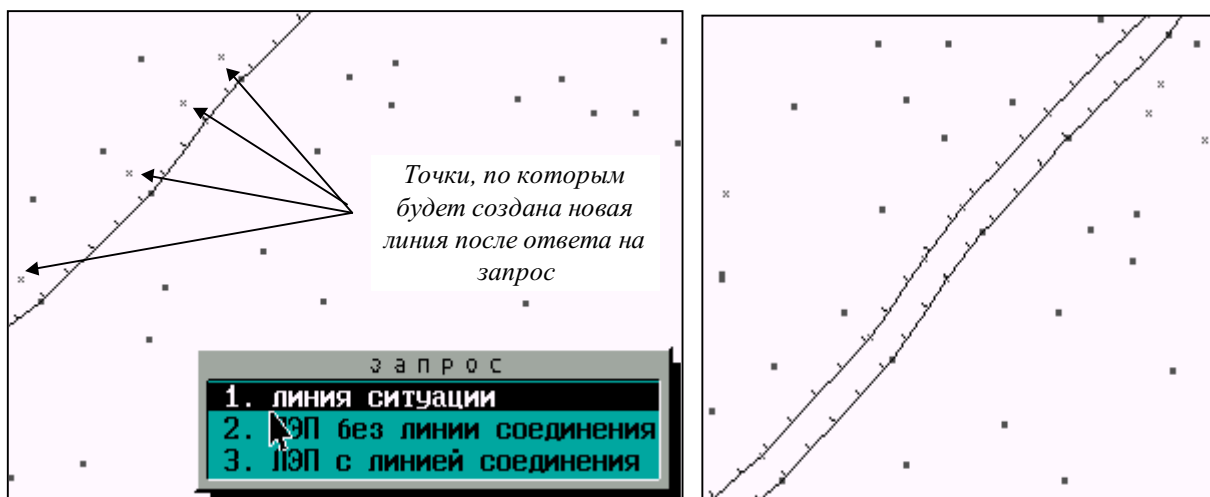 Точки, по которым
будет создана новая
линия после ответа на
запрос
запрос
1. линия ситуации
2. ЛЭП без линии соединения
3. ЛЭП с линией соединения